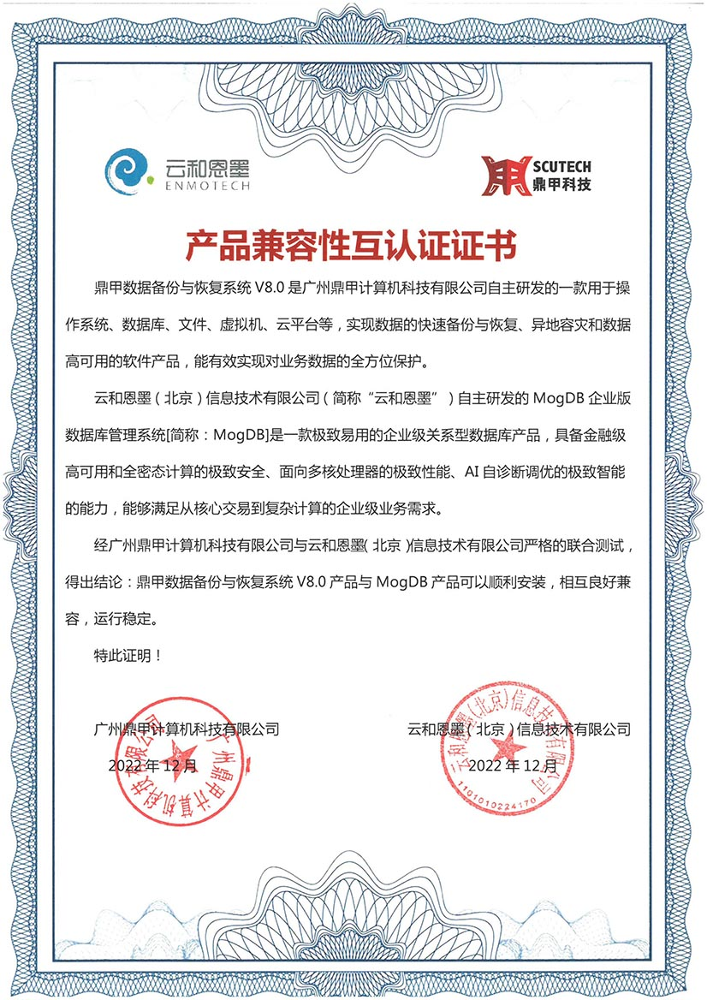 云和恩墨
ENMOTECH
SCUTECH
鼎甲科技
产品兼容性互认证证书
鼎甲数据备份与恢复系统 V8.0 是广州鼎甲计算机科技有限公司自主研发的一款用于操
作系统、数据库、文件、虚拟机、云平台等，实现数据的快速备份与恢复、异地容灾和数据
高可用的软件产品，能有效实现对业务数据的全方位保护。
云和恩墨（北京）信息技术有限公司（简称“云和恩墨”）自主研发的 MogDB 企业版
数据库管理系统[简称：MogDB]是一款极致易用的企业级关系型数据库产品，具备金融级
高可用和全密态计算的极致安全、面向多核处理器的极致性能、AI 自诊断调优的极致智能
的能力，能够满足从核心交易到复杂计算的企业级业务需求。
经广州鼎甲计算机科技有限公司与云和恩墨（北京）信息技术有限公司严格的联合测试，
得出结论：鼎甲数据备份与恢复系统 V8.0 产品与 MogDB 产品可以顺利安装，相互良好兼
容，运行稳定。
特此证明！
广州鼎甲计算机科技有限公司
2022 年 12 月
广州鼎甲计算机科技有限公司
云和恩墨（北京）信息技术有限公司
2022 年 12 月
云和恩墨(北京)信息技术有限公司
1101010224170